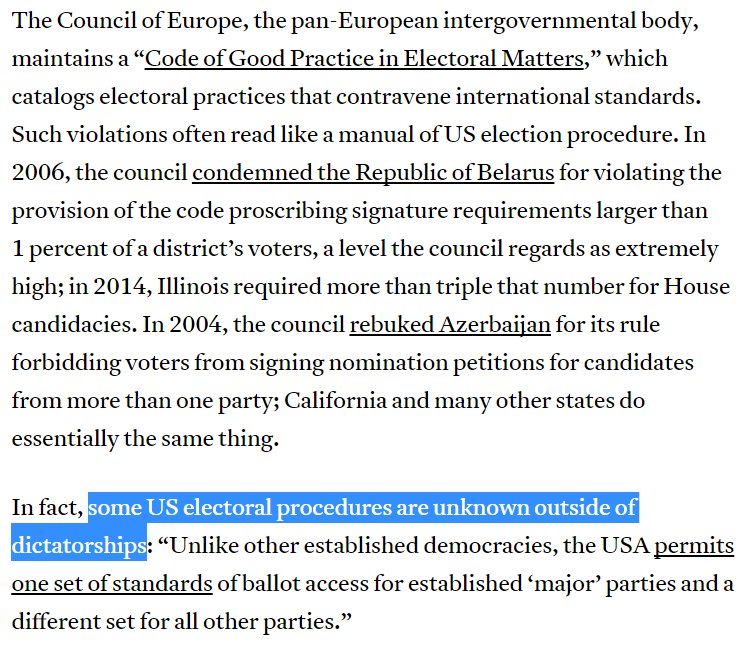 The Council of Europe, the pan-European intergovernmental body,
maintains a “Code of Good Practice in Electoral Matters,” which
catalogs electoral practices that contravene international standards.
Such violations often read like a manual of US election procedure. In
2006, the council condemned the Republic of Belarus for violating the
provision of the code proscribing signature requirements larger than
1 percent of a district’s voters, a level the council regards as extremely
high; in 2014, Illinois required more than triple that number for House
candidacies. In 2004, the council rebuked Azerbaijan for its rule
forbidding voters from signing nomination petitions for candidates
from more than one party; California and many other states do
essentially the same thing.
In fact, some US electoral procedures are unknown outside of
dictatorships: “Unlike other established democracies, the USA permits
one set of standards of ballot access for established ‘major’ parties and a
different set for all other parties.”